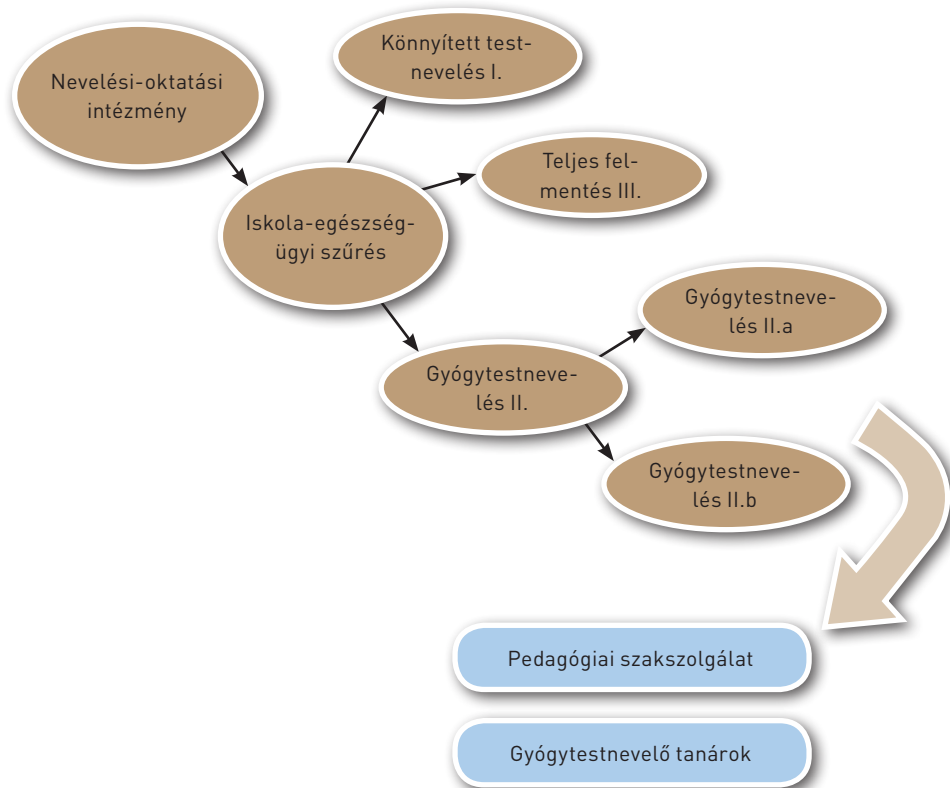 Könnyített test-
nevelés I.
Nevelési-oktatási
intézmény
Teljes fel-
mentés III.
Iskola-egészség-
ügyi szűrés
Gyógytestneve-
lés II.a
Gyógytestneve-
lés II.
Gyógytestneve-
lés II.b
Pedagógiai szakszolgálat
Gyógytestnevelő tanárok